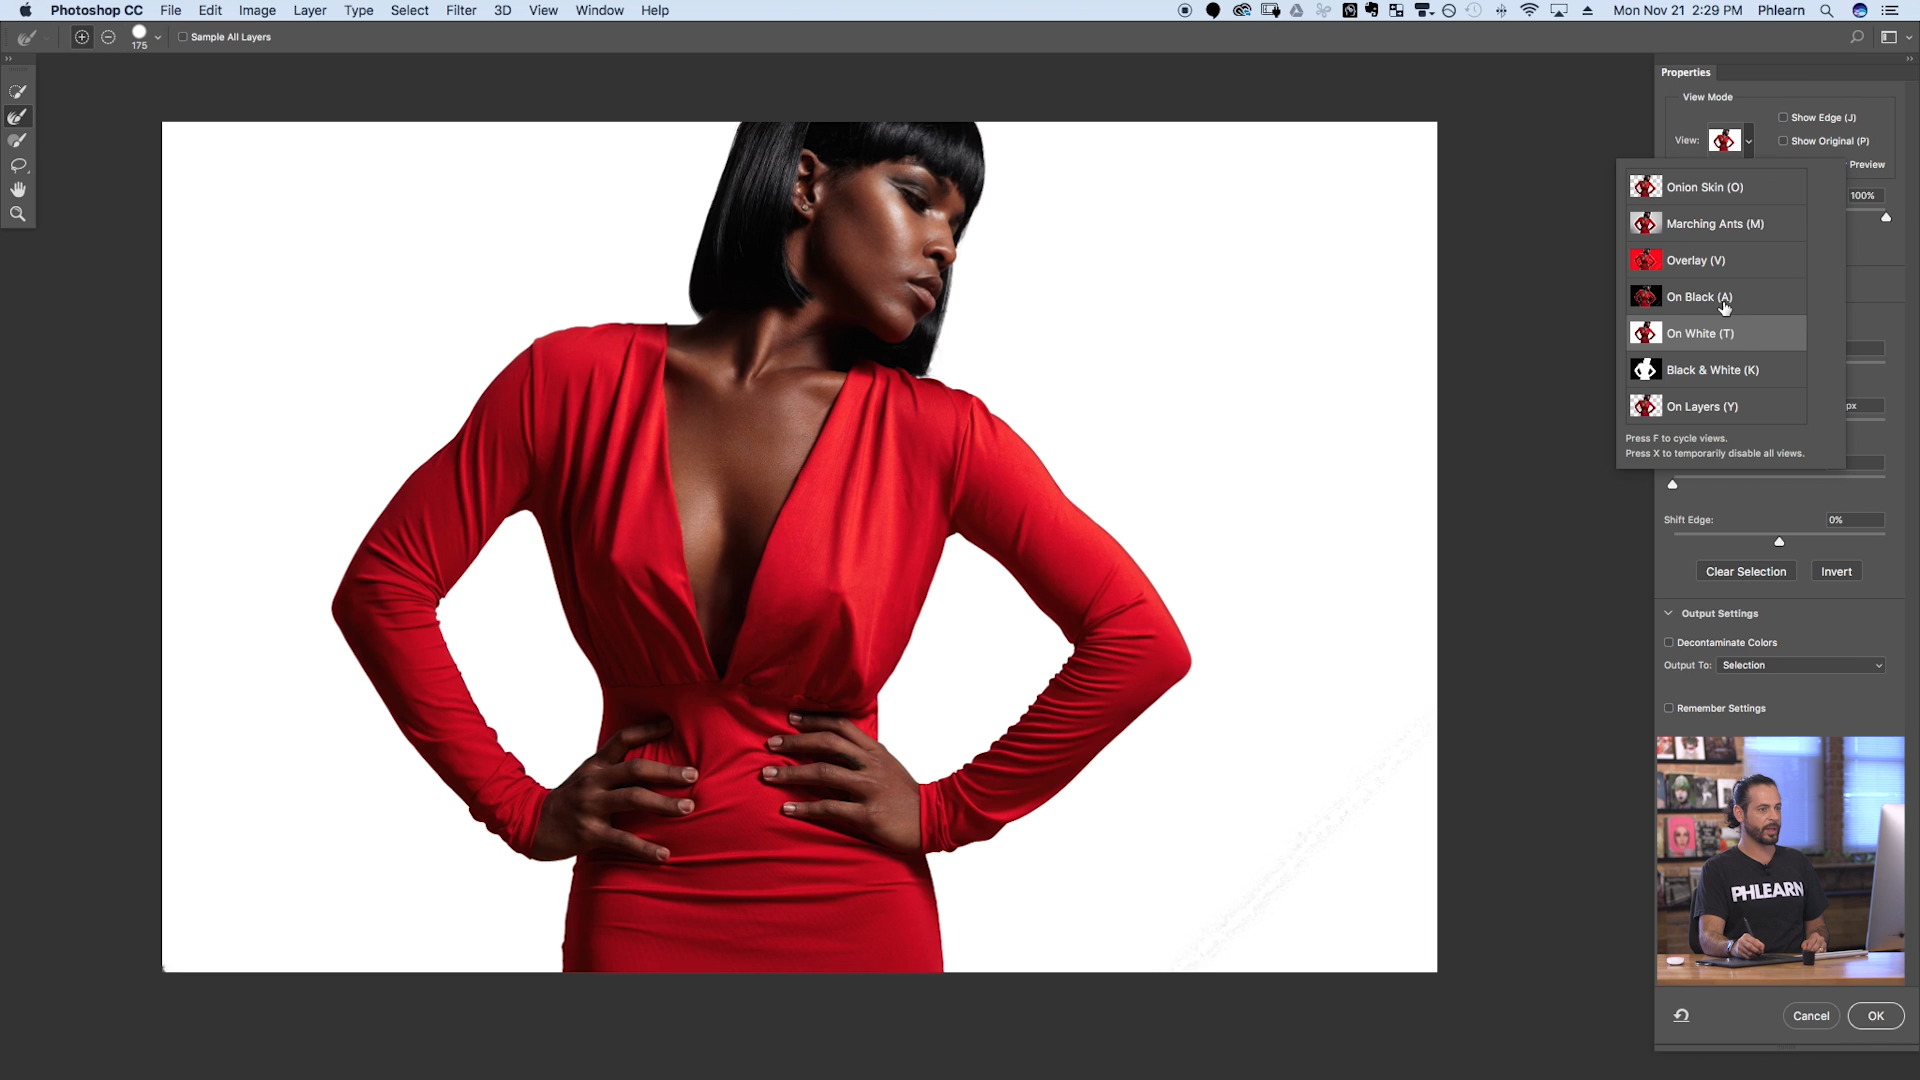 Photoshop CC File Edit Image Layer Type Select Filter 3D View Window Help Mon Nov 21 2:29 PM Phlearn
175 Sample All Layers
Properties
View Mode
Show Edge (J)
View: Show Original (P)
Preview
Onion Skin (O)
100%
Marching Ants (M)
Overlay (V)
On Black (A)
On White (T)
Black & White (K)
On Layers (Y)
px
Press F to cycle views.
Press X to temporarily disable all views.
Shift Edge: 0%
Clear Selection Invert
Output Settings
Decontaminate Colors
Output To: Selection
Remember Settings
PHLEARN
Cancel OK